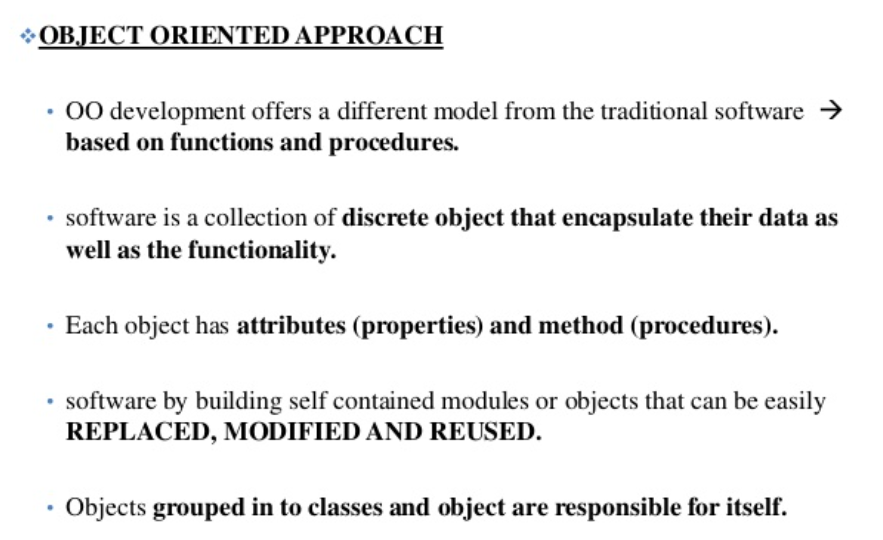 ❖OBJECT ORIENTED APPROACH
• OO development offers a different model from the traditional software →
based on functions and procedures.
• software is a collection of discrete object that encapsulate their data as
well as the functionality.
• Each object has attributes (properties) and method (procedures).
• software by building self contained modules or objects that can be easily
REPLACED, MODIFIED AND REUSED.
• Objects grouped in to classes and object are responsible for itself.